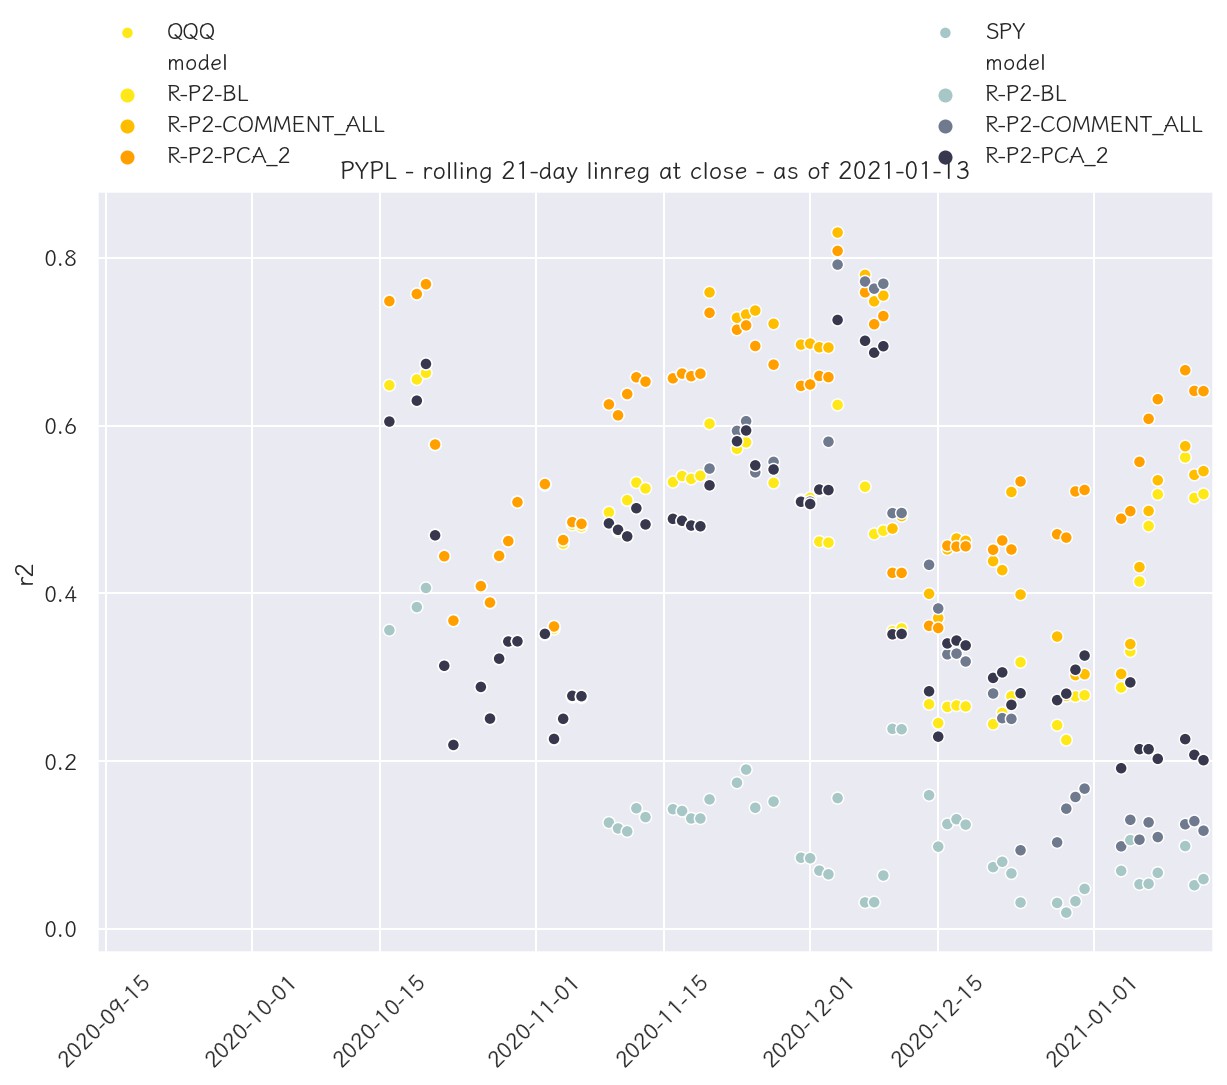 QQQ
model
R-P2-BL
R-P2-COMMENT_ALL
R-P2-PCA_2
SPY
model
R-P2-BL
R-P2-COMMENT_ALL
R-P2-PCA_2
PYPL - rolling 21-day linreg at close - as of 2021-01-13
r2
0.8
0.6
0.4
0.2
0.0
2020-09-15
2020-10-01
2020-10-15
2020-11-01
2020-11-15
2020-12-01
2020-12-15
2021-01-01